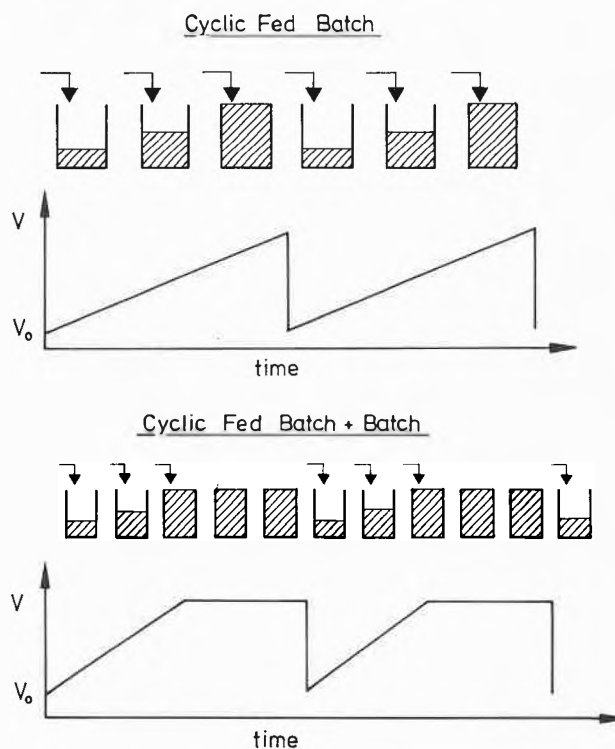 Cyclic Fed Batch
V
V₀
time
Cyclic Fed Batch + Batch
V
V₀
time